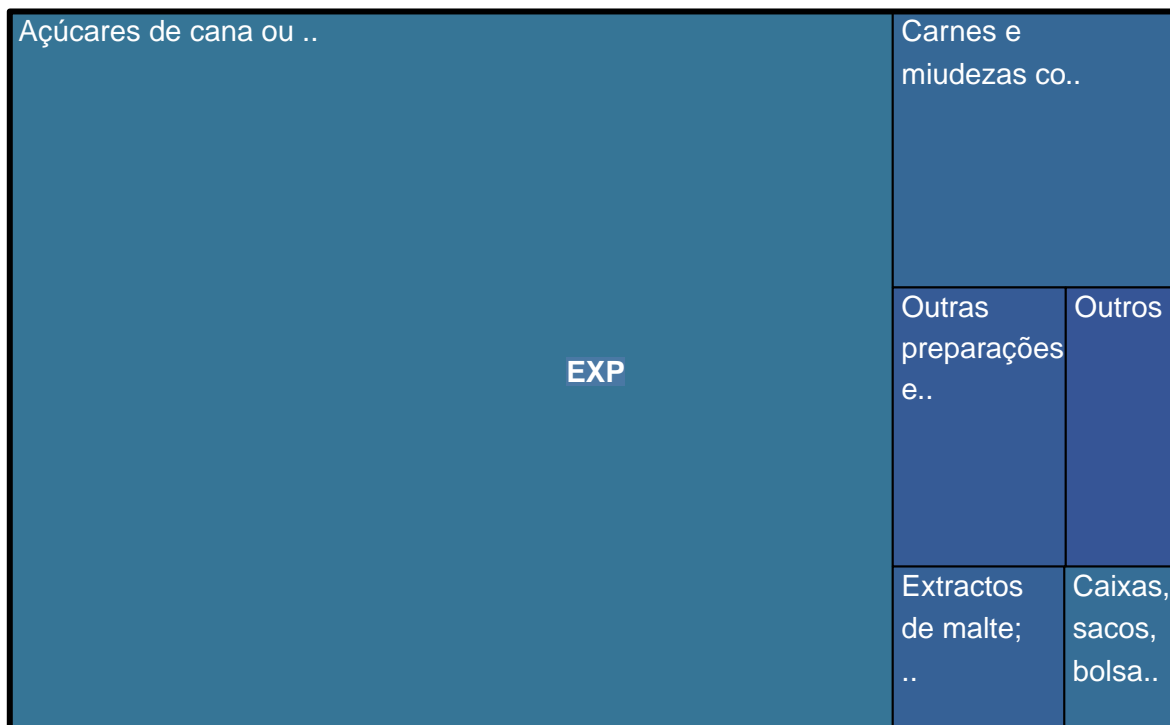 Açúcares de cana ou ..
Carnes e
miudezas co..
EXP
Outras
preparações
e..
Outros
Extractos
de malte;
..
Caixas,
sacos,
bolsa..